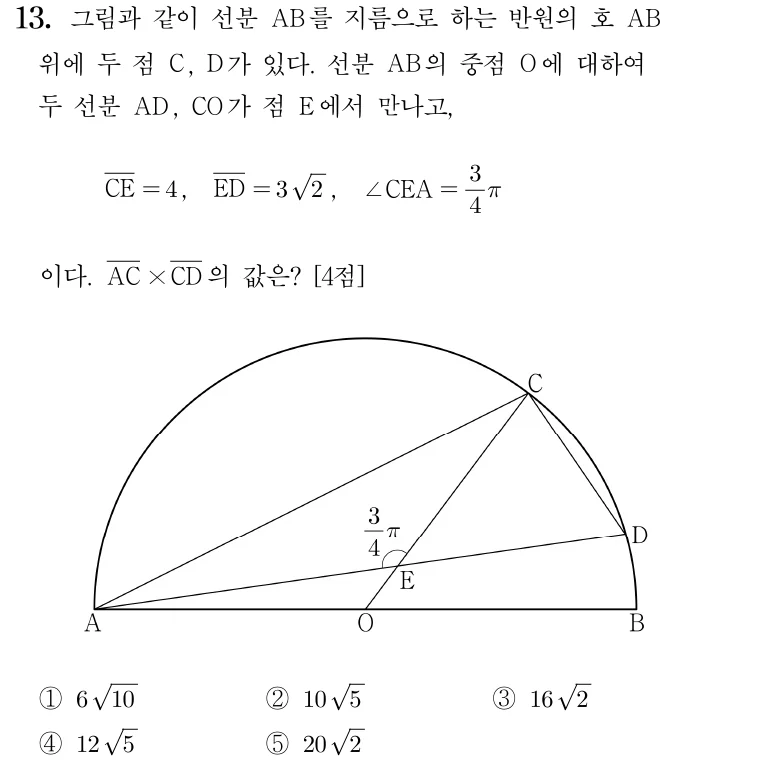 13. 그림과 같이 선분 AB를 지름으로 하는 반원의 호 AB
위에 두 점 C, D가 있다. 선분 AB의 중점 O에 대하여
두 선분 AD, CO가 점 E에서 만나고,
CE = 4, ED = 3√2, ∠CEA = 3/4 π
이다. AC × CD의 값은? [4점]
C
3/4 π
D
E
A O B
① 6√10 ② 10√5 ③ 16√2
④ 12√5 ⑤ 20√2